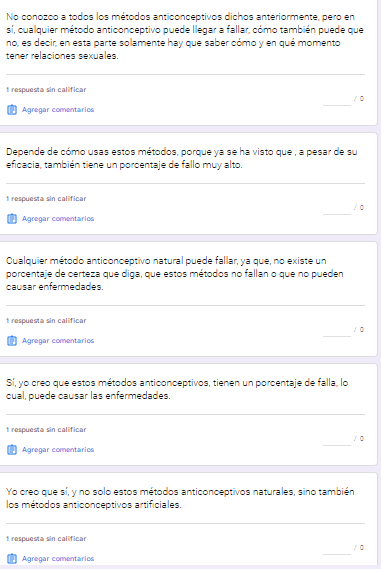 No conozco a todos los métodos anticonceptivos dichos anteriormente, pero en
sí, cualquier método anticonceptivo puede llegar a fallar, cómo también puede que
no, es decir, en esta parte solamente hay que saber cómo y en qué momento
tener relaciones sexuales.
1 respuesta sin calificar
/ 0
Agregar comentarios
Depende de cómo usas estos métodos, porque ya se ha visto que , a pesar de su
eficacia, también tiene un porcentaje de fallo muy alto.
1 respuesta sin calificar
/ 0
Agregar comentarios
Cualquier método anticonceptivo natural puede fallar, ya que, no existe un
porcentaje de certeza que diga, que estos métodos no fallan o que no pueden
causar enfermedades.
1 respuesta sin calificar
/ 0
Agregar comentarios
Sí, yo creo que estos métodos anticonceptivos, tienen un porcentaje de falla, lo
cual, puede causar las enfermedades.
1 respuesta sin calificar
/ 0
Agregar comentarios
Yo creo que sí, y no solo estos métodos anticonceptivos naturales, sino también
los métodos anticonceptivos artificiales.
1 respuesta sin calificar
/ 0
Agregar comentarios